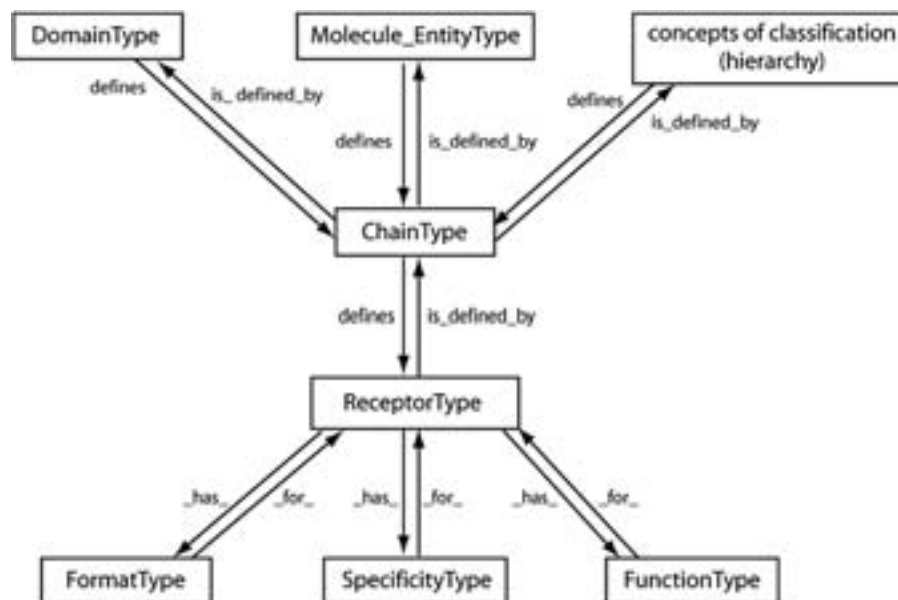 DomainType
Molecule_EntityType
concepts of classification
(hierarchy)
defines
is_ defined_by
defines
is_defined_by
defines
is_defined_by
ChainType
defines
is_defined_by
ReceptorType
_has_
_for_
_has_
_for_
_has_
_for_
FormatType
SpecificityType
FunctionType